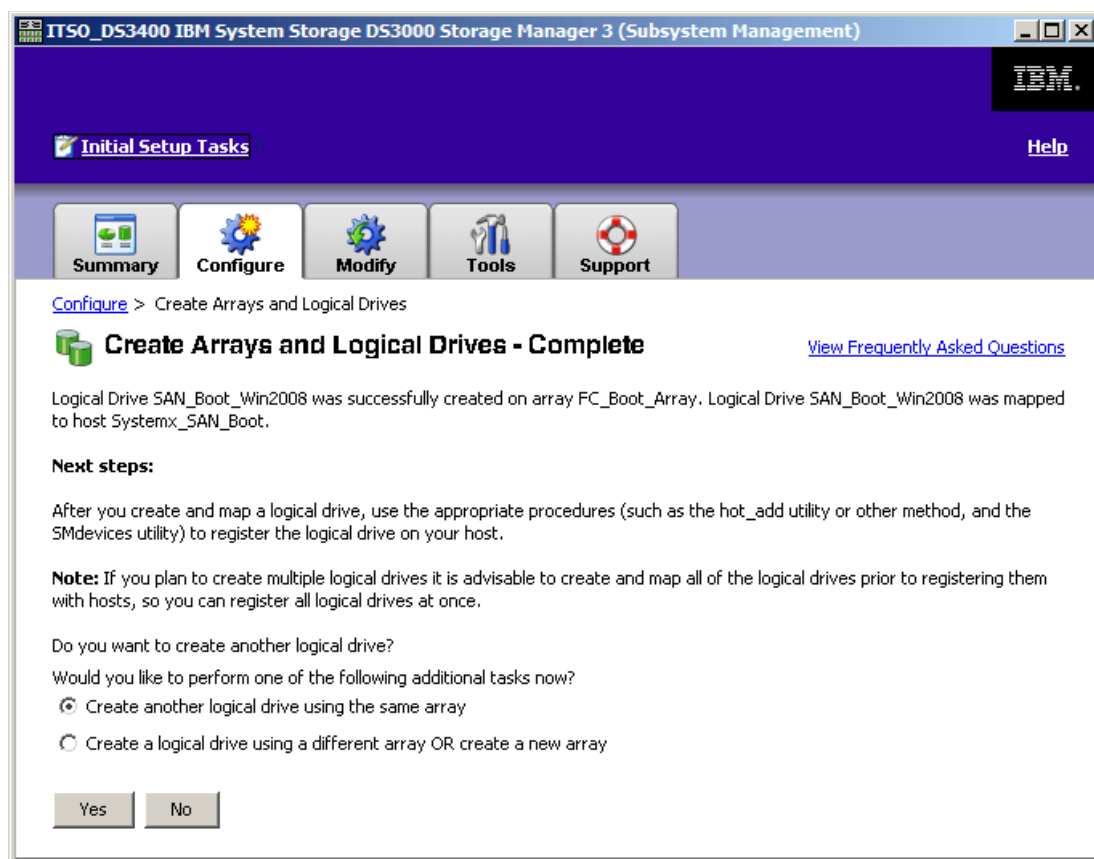 ITSO_DS3400 IBM System Storage DS3000 Storage Manager 3 (Subsystem Management)
IBM.
Initial Setup Tasks
Help
Summary
Configure
Modify
Tools
Support
Configure > Create Arrays and Logical Drives
Create Arrays and Logical Drives - Complete
View Frequently Asked Questions
Logical Drive SAN_Boot_Win2008 was successfully created on array FC_Boot_Array. Logical Drive SAN_Boot_Win2008 was mapped
to host Systemx_SAN_Boot.
Next steps:
After you create and map a logical drive, use the appropriate procedures (such as the hot_add utility or other method, and the
SMdevices utility) to register the logical drive on your host.
Note: If you plan to create multiple logical drives it is advisable to create and map all of the logical drives prior to registering them
with hosts, so you can register all logical drives at once.
Do you want to create another logical drive?
Would you like to perform one of the following additional tasks now?
Create another logical drive using the same array
Create a logical drive using a different array OR create a new array
Yes
No